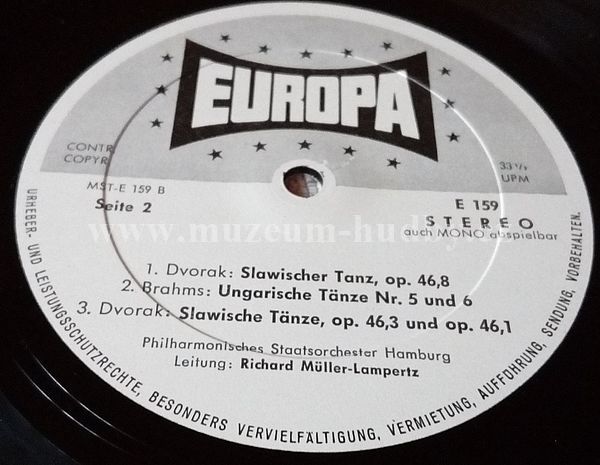 EUROPA
CONTR
COPYR
33 1/3
UPM
MST-E 159 B
E 159
Seite 2
STEREO
auch MONO abspielbar
1. Dvorak: Slawischer Tanz, op. 46,8
2. Brahms: Ungarische Tänze Nr. 5 und 6
3. Dvorak: Slawische Tänze, op. 46,3 und op. 46,1
Philharmonisches Staatsorchester Hamburg
Leitung: Richard Müller-Lampertz
URHEBER- UND LEISTUNGSSCHUTZRECHTE, BESONDERS VERVIELFÄLTIGUNG, VERMIETUNG, AUFFÜHRUNG, SENDUNG, VORBEHALTEN.